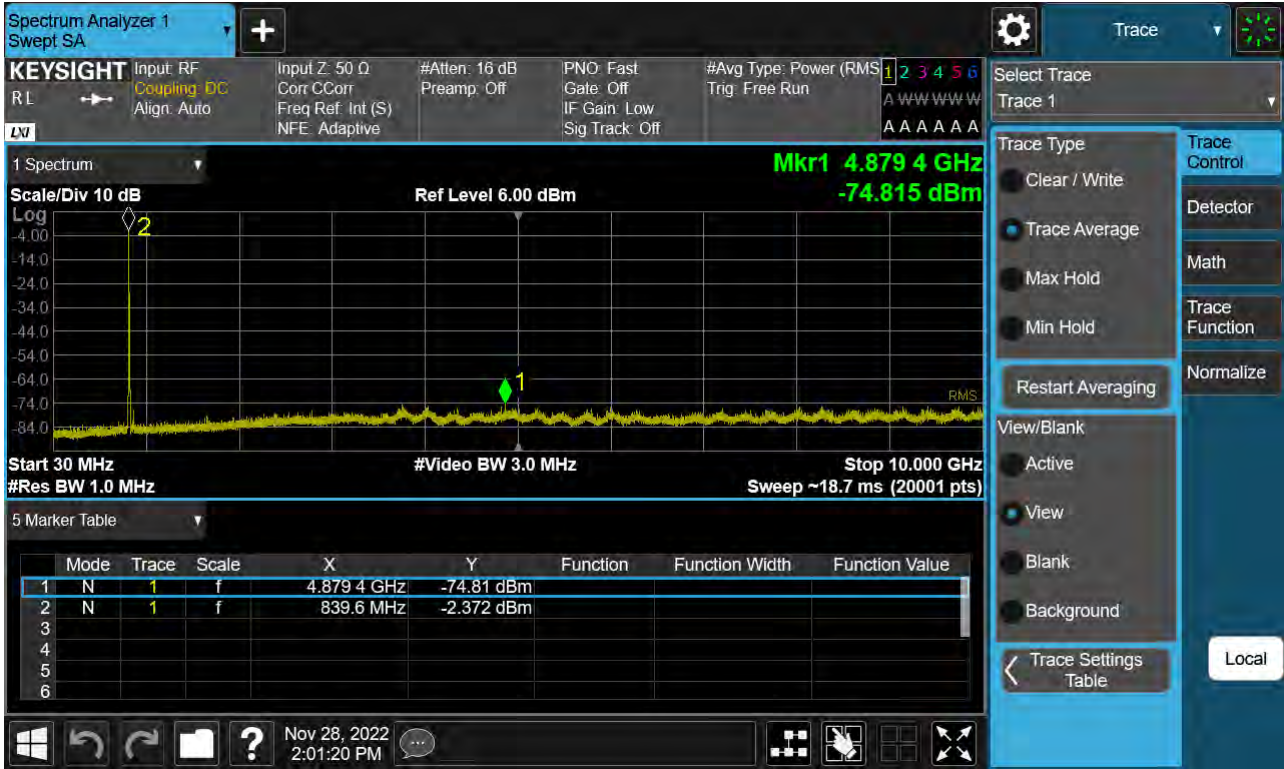 Spectrum Analyzer 1
Swept SA
+
Trace
KEYSIGHT
R L
LXI
Input: RF
Coupling: DC
Align: Auto
Input Z: 50 Ω
Corr CCorr
Freq Ref: Int (S)
NFE: Adaptive
#Atten: 16 dB
Preamp: Off
PNO: Fast
Gate: Off
IF Gain: Low
Sig Track: Off
#Avg Type: Power (RMS
Trig: Free Run
1 2 3 4 5 6
A W W W W W
A A A A A A
Select Trace
Trace 1
1 Spectrum
Mkr1 4.879 4 GHz
-74.815 dBm
Scale/Div 10 dB
Ref Level 6.00 dBm
Log
-4.00
-14.0
-24.0
-34.0
-44.0
-54.0
-64.0
-74.0
-84.0
2
1
RMS
Start 30 MHz
#Video BW 3.0 MHz
Stop 10.000 GHz
#Res BW 1.0 MHz
Sweep ~18.7 ms (20001 pts)
5 Marker Table
Mode Trace Scale X Y Function Function Width Function Value
1 N 1 f 4.879 4 GHz -74.81 dBm
2 N 1 f 839.6 MHz -2.372 dBm
3
4
5
6
Trace Type
Clear / Write
Trace Average
Max Hold
Min Hold
Restart Averaging
View/Blank
Active
View
Blank
Background
Trace Settings
Table
Trace
Control
Detector
Math
Trace
Function
Normalize
Local
?
Nov 28, 2022
2:01:20 PM